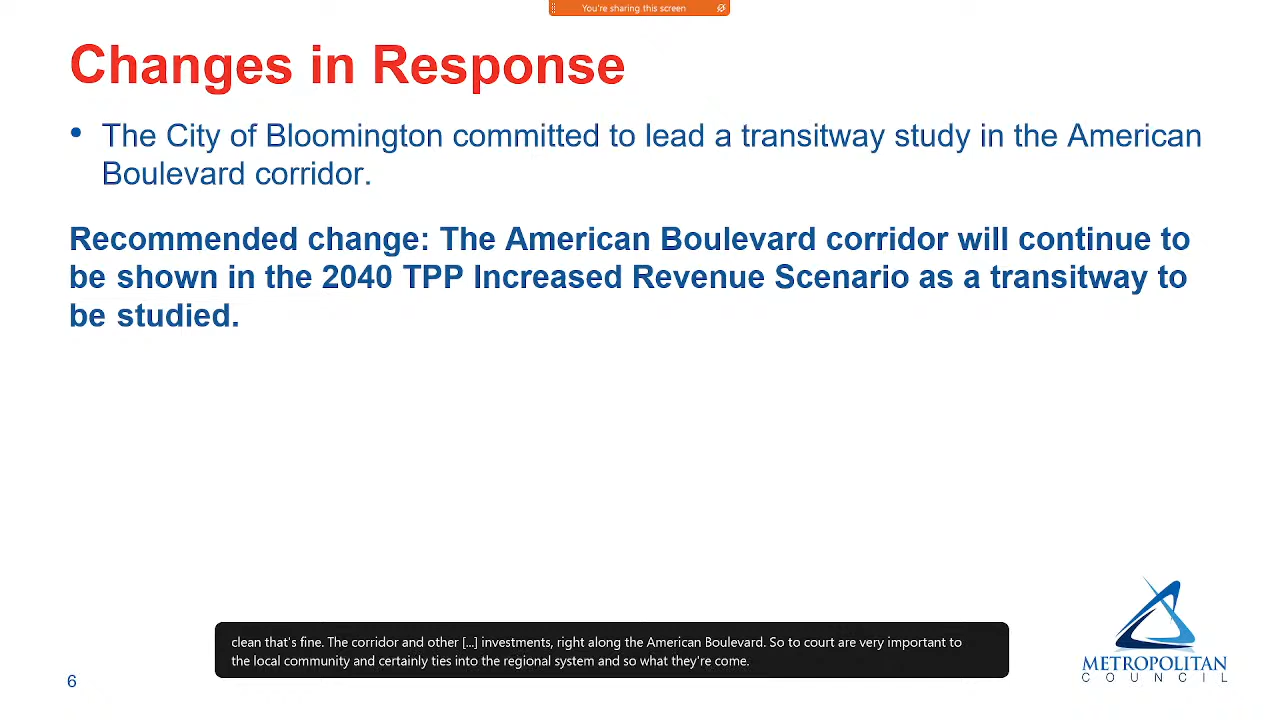 You're sharing this screen
Changes in Response
• The City of Bloomington committed to lead a transitway study in the American
Boulevard corridor.
Recommended change: The American Boulevard corridor will continue to
be shown in the 2040 TPP Increased Revenue Scenario as a transitway to
be studied.
clean that's fine. The corridor and other [...] investments, right along the American Boulevard. So to court are very important to
the local community and certainly ties into the regional system and so what they're come.
6
METROPOLITAN
COUNCIL